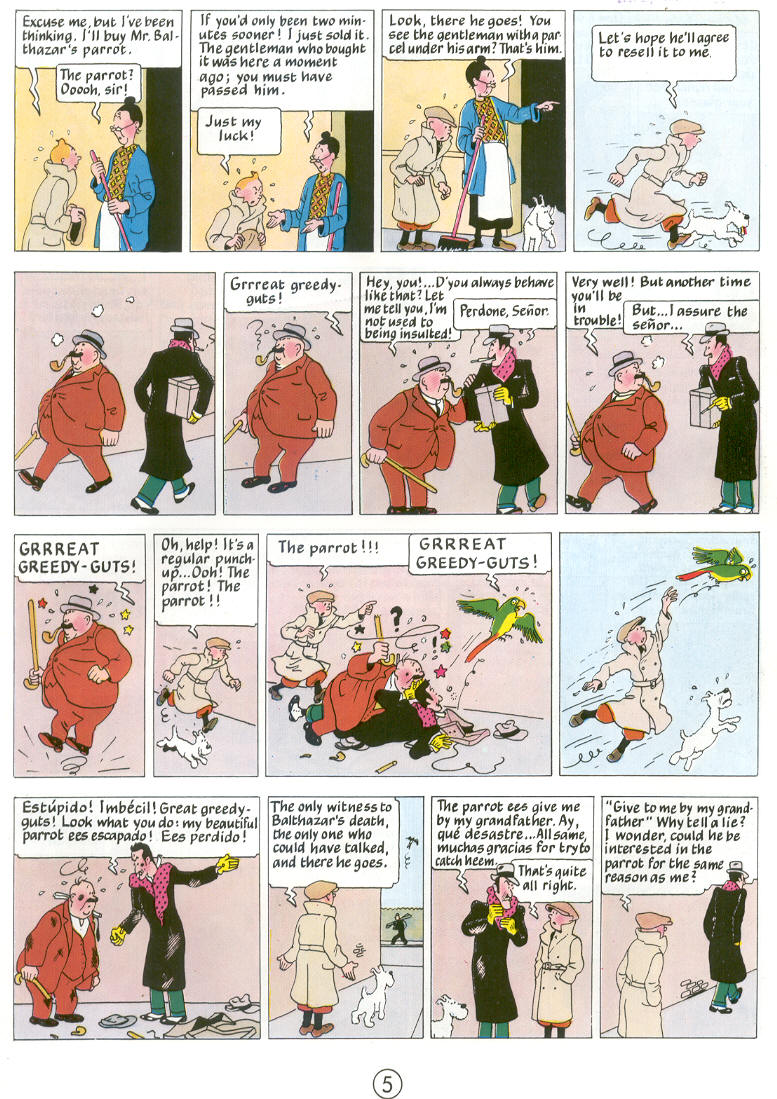 Excuse me, but I've been
thinking. I'll buy Mr. Bal-
thazar's parrot.
The parrot?
Ooooh, sir!
If you'd only been two min-
utes sooner! I just sold it.
The gentleman who bought
it was here a moment
ago; you must have
passed him.
Just my
luck!
Look, there he goes! You
see the gentleman with a par-
cel under his arm? That's him.
Let's hope he'll agree
to resell it to me.
Grrreat greedy-
guts!
Hey, you!...D'you always behave
like that? Let
me tell you, I'm
not used to
being insulted!
Perdone, Señor.
Very well! But another time
you'll be
in
trouble!
But...I assure the
señor...
GRRREAT
GREEDY-GUTS!
Oh, help! It's a
regular punch-
up...Ooh! The
parrot! The
parrot!!
The parrot!!!
GRRREAT
GREEDY-GUTS!
?
Estúpido! Imbécil! Great greedy-
guts! Look what you do: my beautiful
parrot ees escapado! Ees perdido!
The only witness to
Balthazar's death,
the only one who
could have talked,
and there he goes.
The parrot ees give me
by my grandfather. Ay,
qué desastre...All same,
muchas gracias for try to
catch heem.
That's quite
all right.
"Give to me by my grand-
father" Why tell a lie?
I wonder, could he be
interested in the
parrot for the same
reason as me?
5